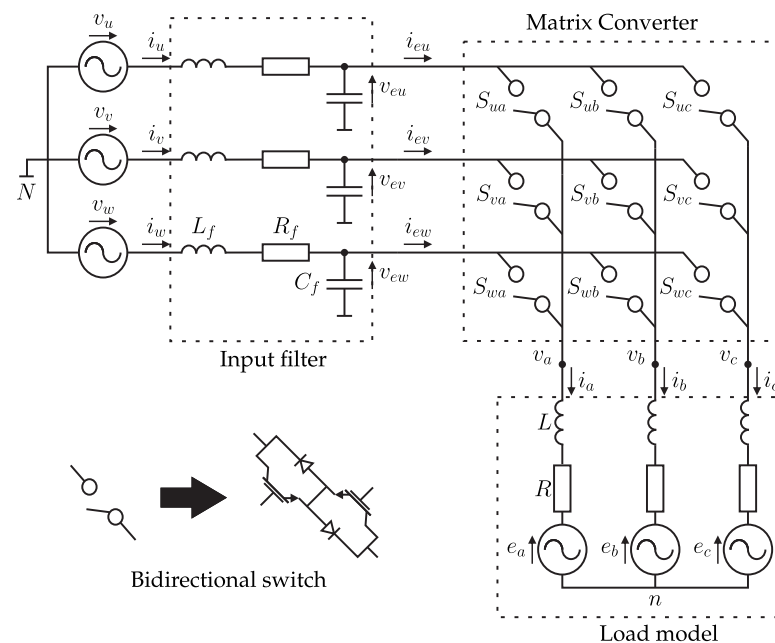 Matrix Converter
v_u
i_u
i_eu
v_eu
S_ua
S_ub
S_uc
v_v
i_v
i_ev
v_ev
S_va
S_vb
S_vc
N
v_w
i_w
L_f
R_f
i_ew
C_f
v_ew
S_wa
S_wb
S_wc
Input filter
v_a
v_b
v_c
i_a
i_b
L
R
e_a
e_b
e_c
n
Bidirectional switch
Load model